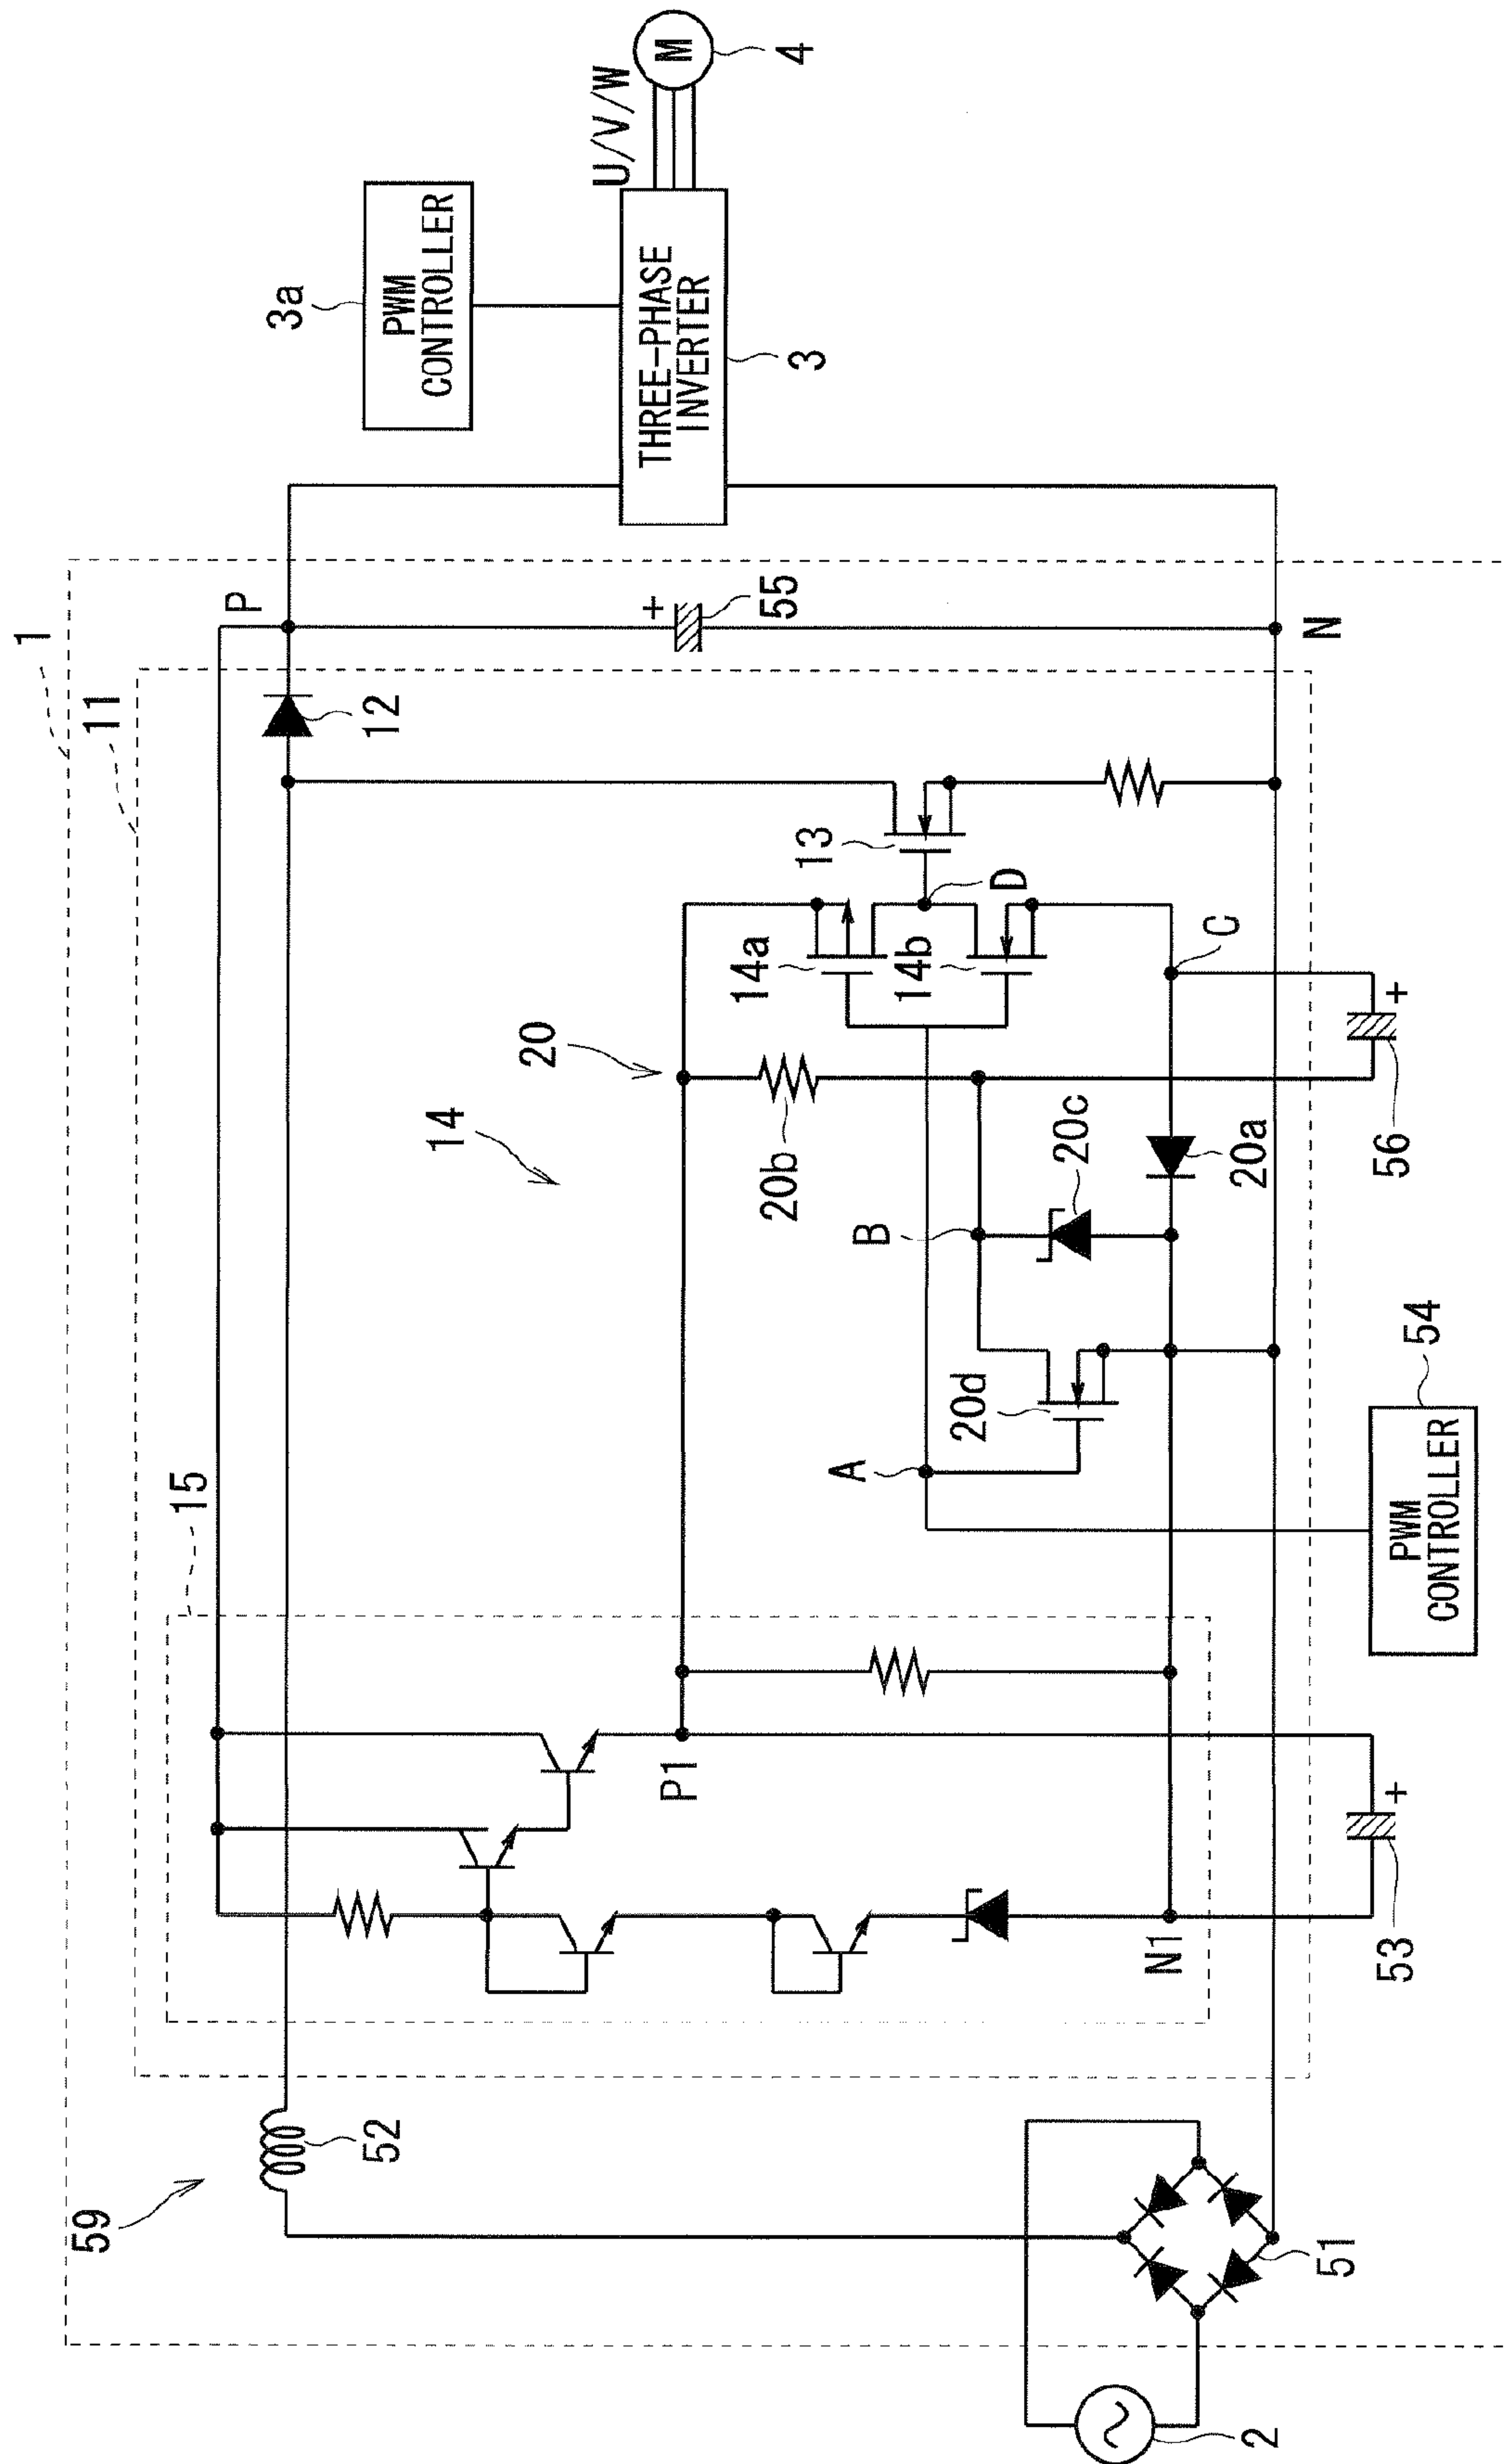 1
11
59
52
15
14
20
P
12
+
55
3a
PWM
CONTROLLER
U/V/W
M
4
THREE-PHASE
INVERTER
3
P1
N1
A
20d
B
20b
20c
14a
14b
13
D
C
20a
N
51
2
53
+
PWM
CONTROLLER
54
56
+